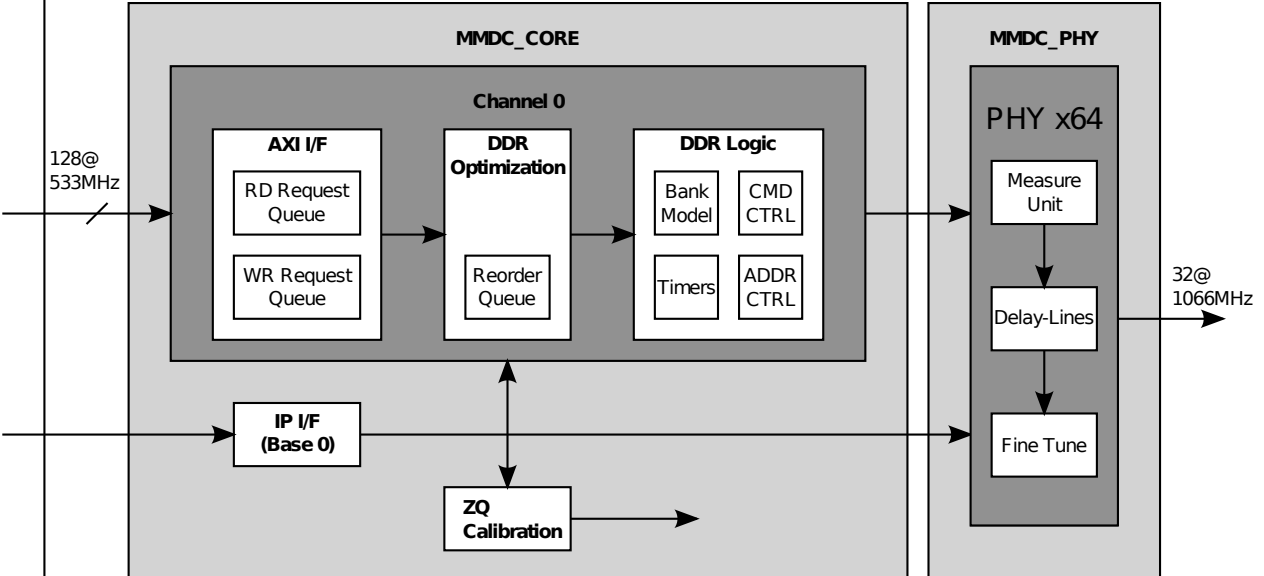 MMDC_CORE
MMDC_PHY
Channel 0
PHY x64
128@
533MHz
AXI I/F
RD Request
Queue
WR Request
Queue
DDR
Optimization
Reorder
Queue
DDR Logic
Bank
Model
CMD
CTRL
Timers
ADDR
CTRL
Measure
Unit
Delay-Lines
Fine Tune
32@
1066MHz
IP I/F
(Base 0)
ZQ
Calibration